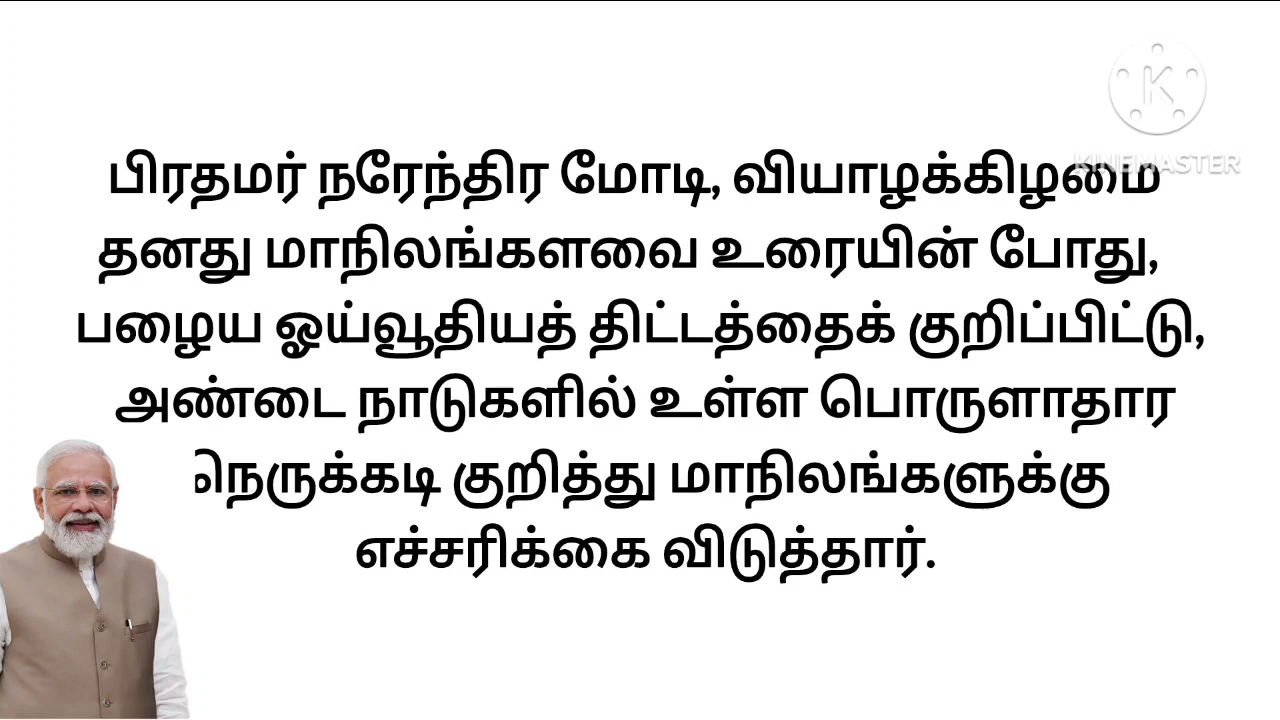 KINEMASTER
பிரதமர் நரேந்திர மோடி, வியாழக்கிழமை
தனது மாநிலங்களவை உரையின் போது,
பழைய ஓய்வூதியத் திட்டத்தைக் குறிப்பிட்டு,
அண்டை நாடுகளில் உள்ள பொருளாதார
நெருக்கடி குறித்து மாநிலங்களுக்கு
எச்சரிக்கை விடுத்தார்.